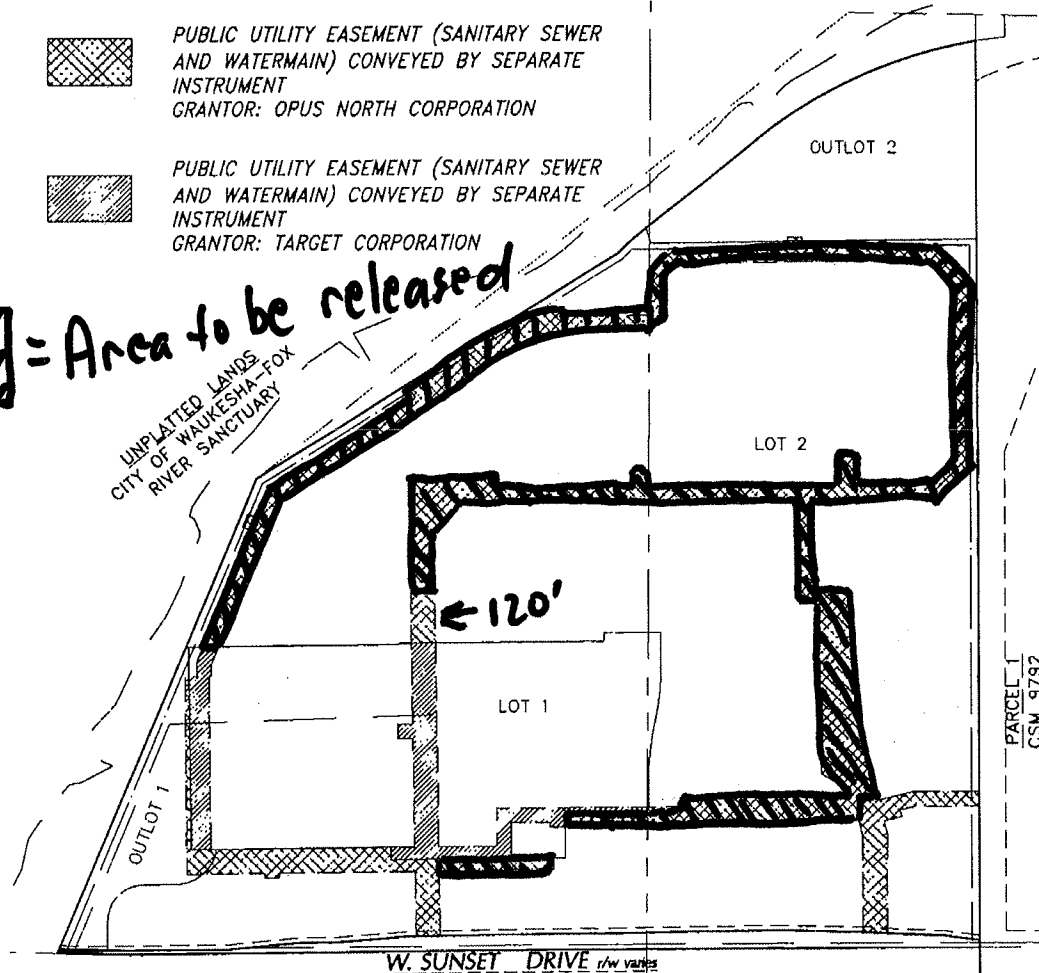 PUBLIC UTILITY EASEMENT (SANITARY SEWER
AND WATERMAIN) CONVEYED BY SEPARATE
INSTRUMENT
GRANTOR: OPUS NORTH CORPORATION
PUBLIC UTILITY EASEMENT (SANITARY SEWER
AND WATERMAIN) CONVEYED BY SEPARATE
INSTRUMENT
GRANTOR: TARGET CORPORATION
= Area to be released
OUTLOT 2
UNPLATTED LANDS
CITY OF WAUKESHA-FOX
RIVER SANCTUARY
LOT 2
← 120'
LOT 1
PARCEL 1
CSM 9792
OUTLOT 1
W. SUNSET DRIVE r/w varies